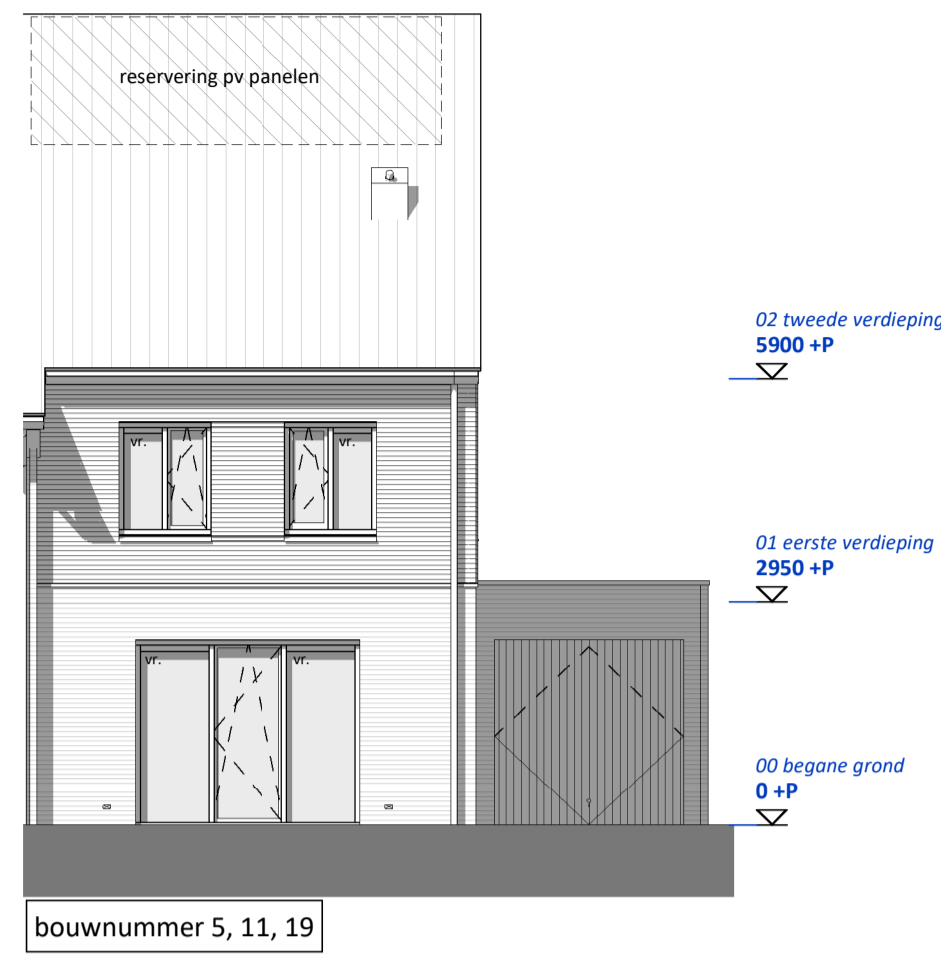 reservering pv panelen
02 tweede verdieping
5900 +P
vr.
vr.
01 eerste verdieping
2950 +P
vr.
vr.
00 begane grond
0 +P
bouwnummer 5, 11, 19